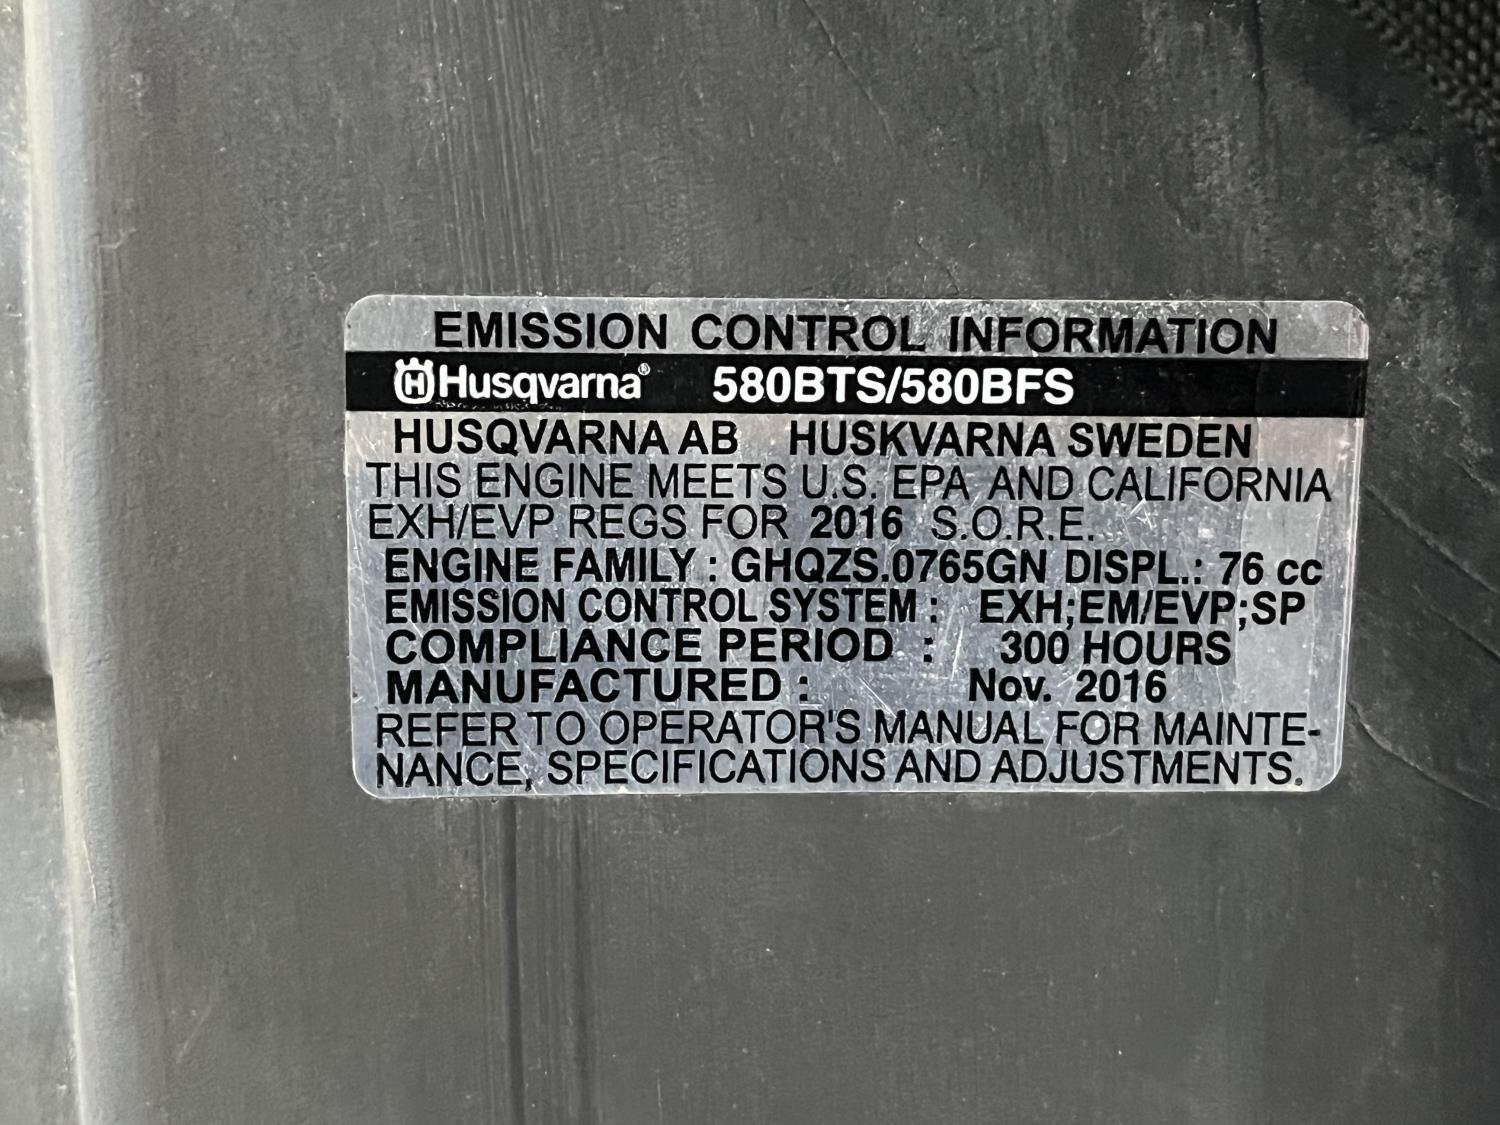 EMISSION CONTROL INFORMATION
Husqvarna® 580BTS/580BFS
HUSQVARNA AB HUSKVARNA SWEDEN
THIS ENGINE MEETS U.S. EPA AND CALIFORNIA
EXH/EVP REGS FOR 2016 S.O.R.E.
ENGINE FAMILY : GHQZS.0765GN DISPL.: 76 cc
EMISSION CONTROL SYSTEM : EXH;EM/EVP;SP
COMPLIANCE PERIOD : 300 HOURS
MANUFACTURED : Nov. 2016
REFER TO OPERATOR'S MANUAL FOR MAINTE-
NANCE, SPECIFICATIONS AND ADJUSTMENTS.